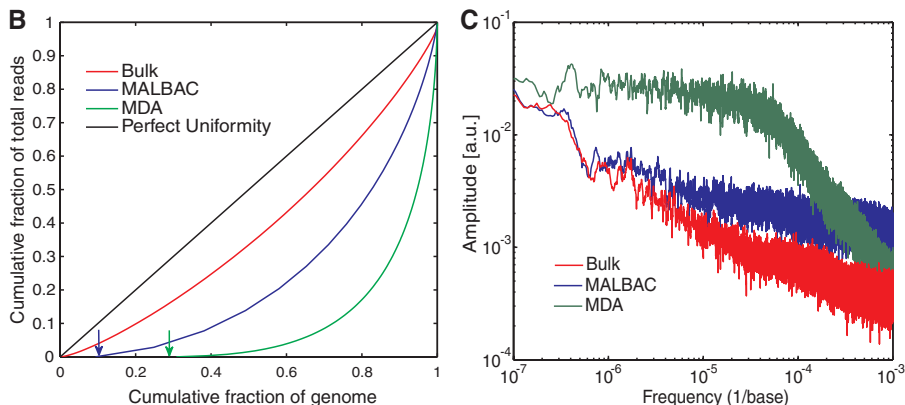 B
Cumulative fraction of total reads
1
0.9
0.8
0.7
0.6
0.5
0.4
0.3
0.2
0.1
0
0 0.2 0.4 0.6 0.8 1
Cumulative fraction of genome
Bulk
MALBAC
MDA
Perfect Uniformity
C
Amplitude [a.u.]
10-1
10-2
10-3
10-4
10-7 10-6 10-5 10-4 10-3
Frequency (1/base)
Bulk
MALBAC
MDA